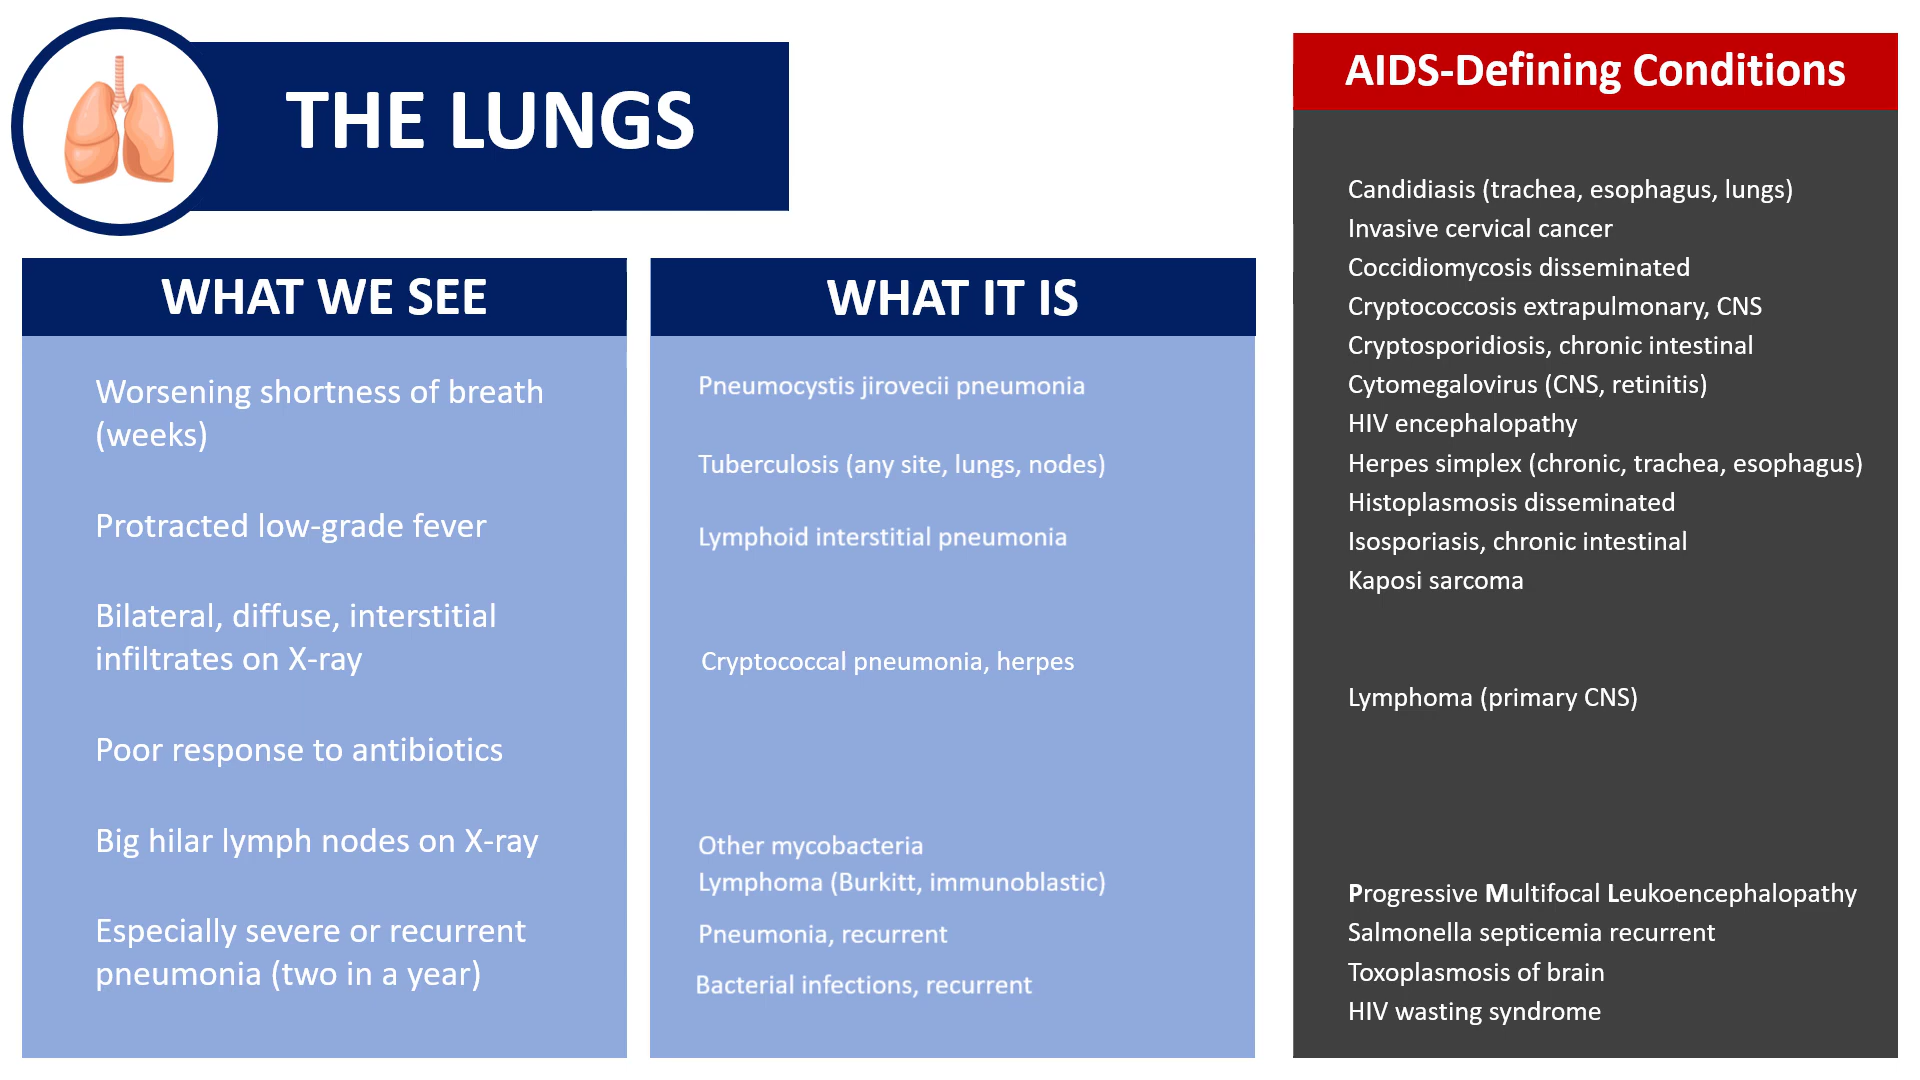 THE LUNGS
WHAT WE SEE
Worsening shortness of breath
(weeks)
Protracted low-grade fever
Bilateral, diffuse, interstitial
infiltrates on X-ray
Poor response to antibiotics
Big hilar lymph nodes on X-ray
Especially severe or recurrent
pneumonia (two in a year)
WHAT IT IS
Pneumocystis jirovecii pneumonia
Tuberculosis (any site, lungs, nodes)
Lymphoid interstitial pneumonia
Cryptococcal pneumonia, herpes
Other mycobacteria
Lymphoma (Burkitt, immunoblastic)
Pneumonia, recurrent
Bacterial infections, recurrent
AIDS-Defining Conditions
Candidiasis (trachea, esophagus, lungs)
Invasive cervical cancer
Coccidiomycosis disseminated
Cryptococcosis extrapulmonary, CNS
Cryptosporidiosis, chronic intestinal
Cytomegalovirus (CNS, retinitis)
HIV encephalopathy
Herpes simplex (chronic, trachea, esophagus)
Histoplasmosis disseminated
Isosporiasis, chronic intestinal
Kaposi sarcoma
Lymphoma (primary CNS)
Progressive Multifocal Leukoencephalopathy
Salmonella septicemia recurrent
Toxoplasmosis of brain
HIV wasting syndrome